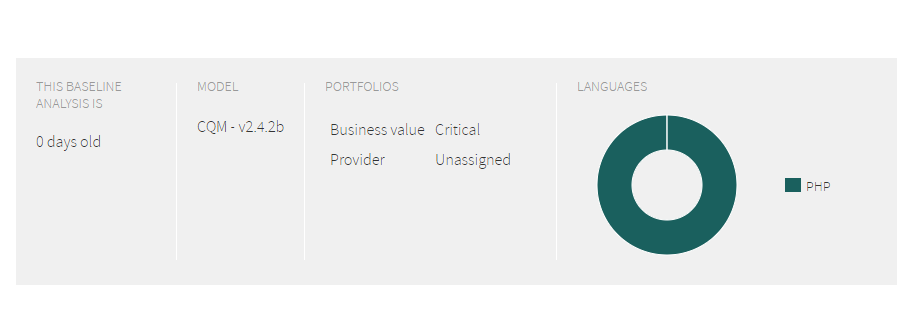 THIS BASELINE
ANALYSIS IS
0 days old
MODEL
CQM - v2.4.2b
PORTFOLIOS
Business value Critical
Provider Unassigned
LANGUAGES
PHP